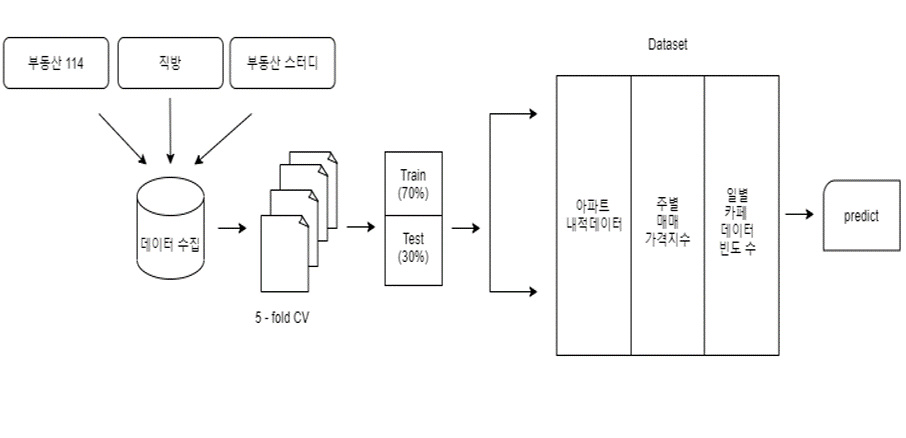 Dataset
부동산 114
직방
부동산 스터디
데이터 수집
5 - fold CV
Train
(70%)
Test
(30%)
아파트
내적데이터
주별
매매
가격지수
일별
카페
데이터
빈도 수
predict